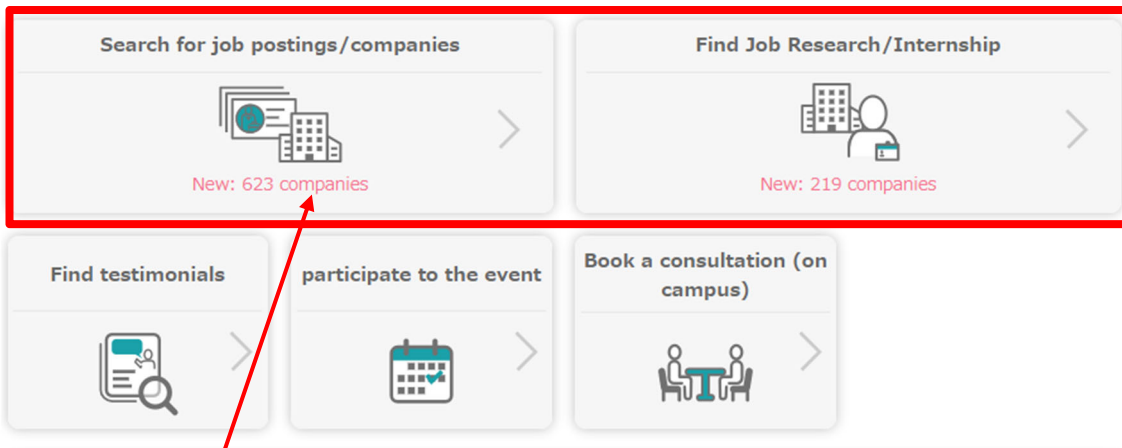 Search for job postings/companies
Find Job Research/Internship
New: 623 companies
New: 219 companies
Find testimonials
participate to the event
Book a consultation (on
campus)